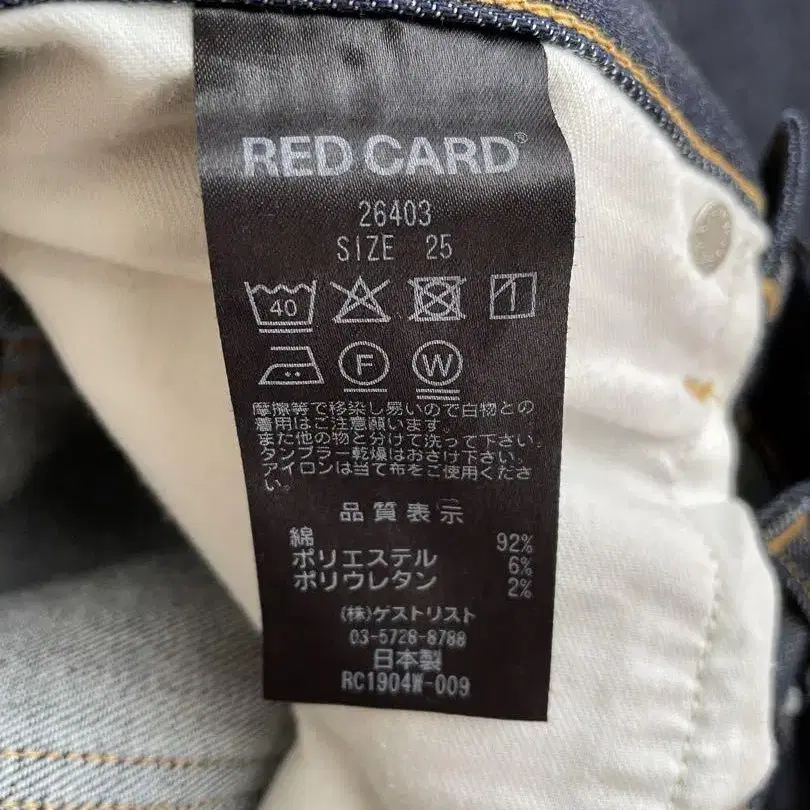 RED CARD®
26403
SIZE 25
40
F W
摩擦等で移染し易いので白物との
着用はご注意願います。
また他の物と分けて洗って下さい。
タンブラー乾燥はおさけ下さい。
アイロンは当て布をご使用くださ
い。
品質表示
綿 92%
ポリエステル 6%
ポリウレタン 2%
(株)ゲストリスト
03-5728-8788
日本製
RC1904W-009